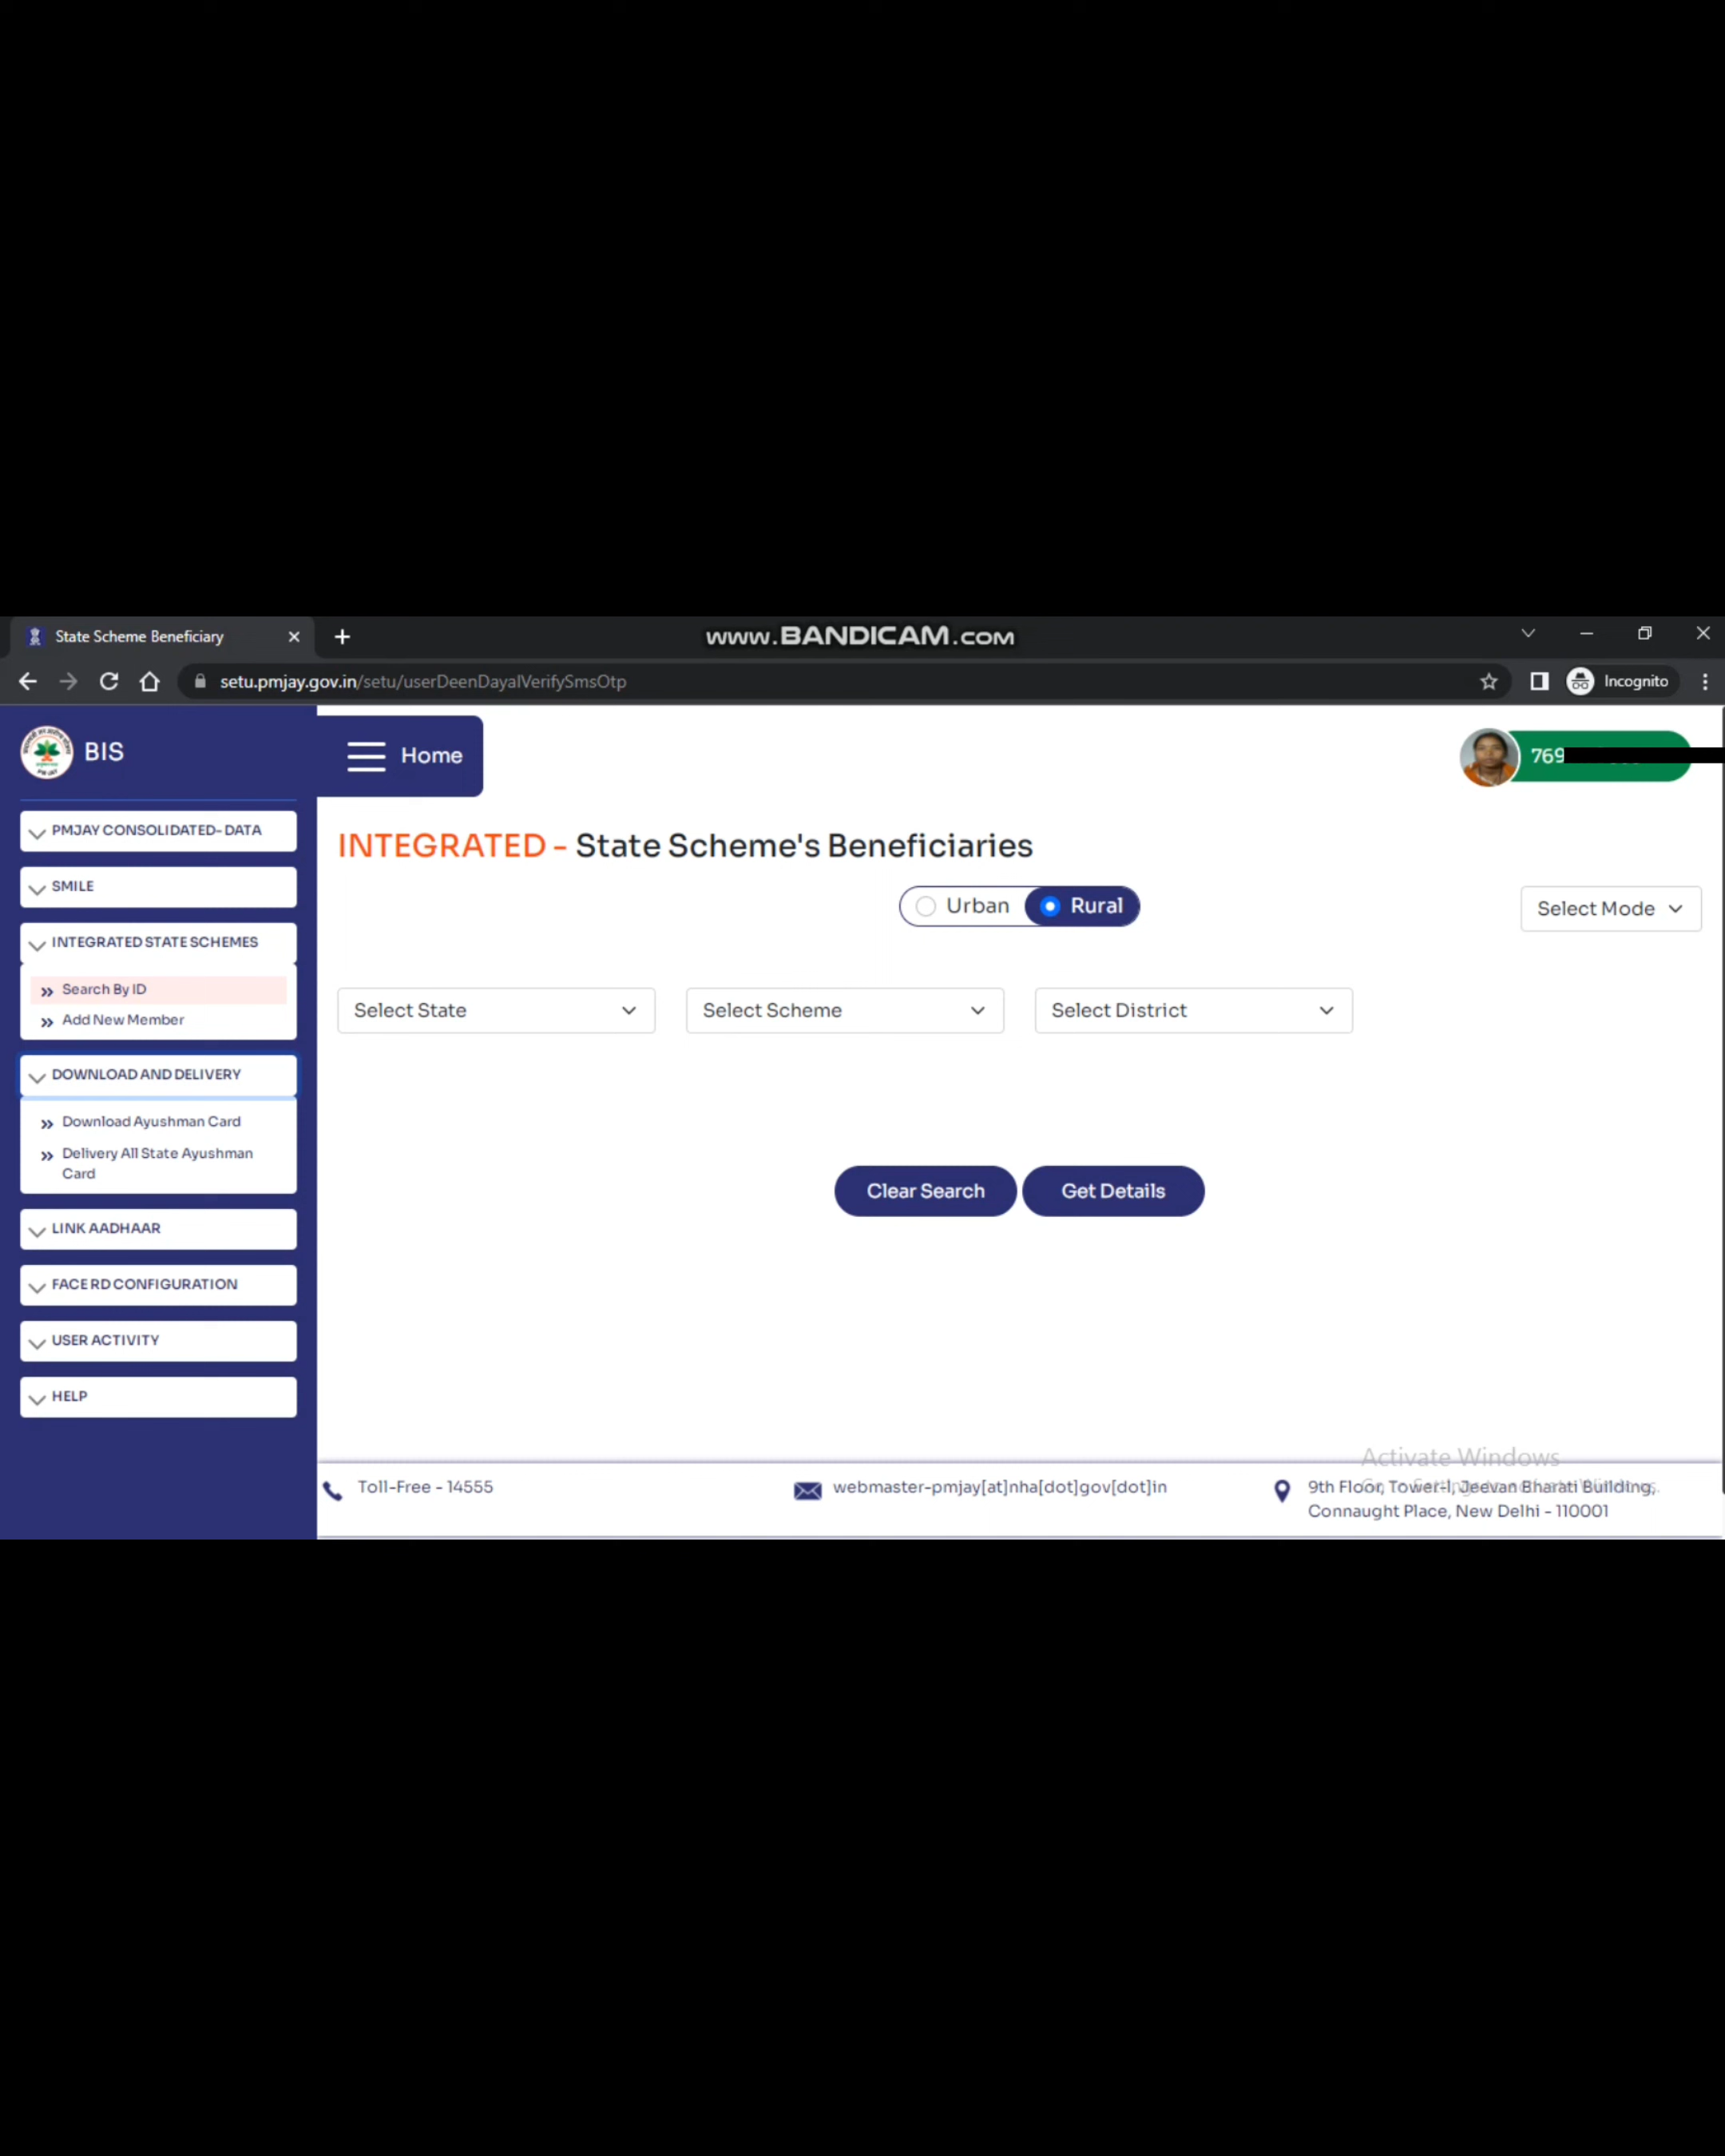 State Scheme Beneficiary
www.BANDICAM.com
setu.pmjay.gov.in/setu/userDeenDayalVerifySmsOtp
Incognito
BIS
Home
769
PMJAY CONSOLIDATED- DATA
SMILE
INTEGRATED STATE SCHEMES
Search By ID
Add New Member
DOWNLOAD AND DELIVERY
Download Ayushman Card
Delivery All State Ayushman
Card
LINK AADHAAR
FACE RD CONFIGURATION
USER ACTIVITY
HELP
INTEGRATED - State Scheme's Beneficiaries
Urban
Rural
Select Mode
Select State
Select Scheme
Select District
Clear Search
Get Details
Activate Windows
Toll-Free - 14555
webmaster-pmjay[at]nha[dot]gov[dot]in
9th Floor, Tower-l, Jeevan Bharati Building,
Connaught Place, New Delhi - 110001